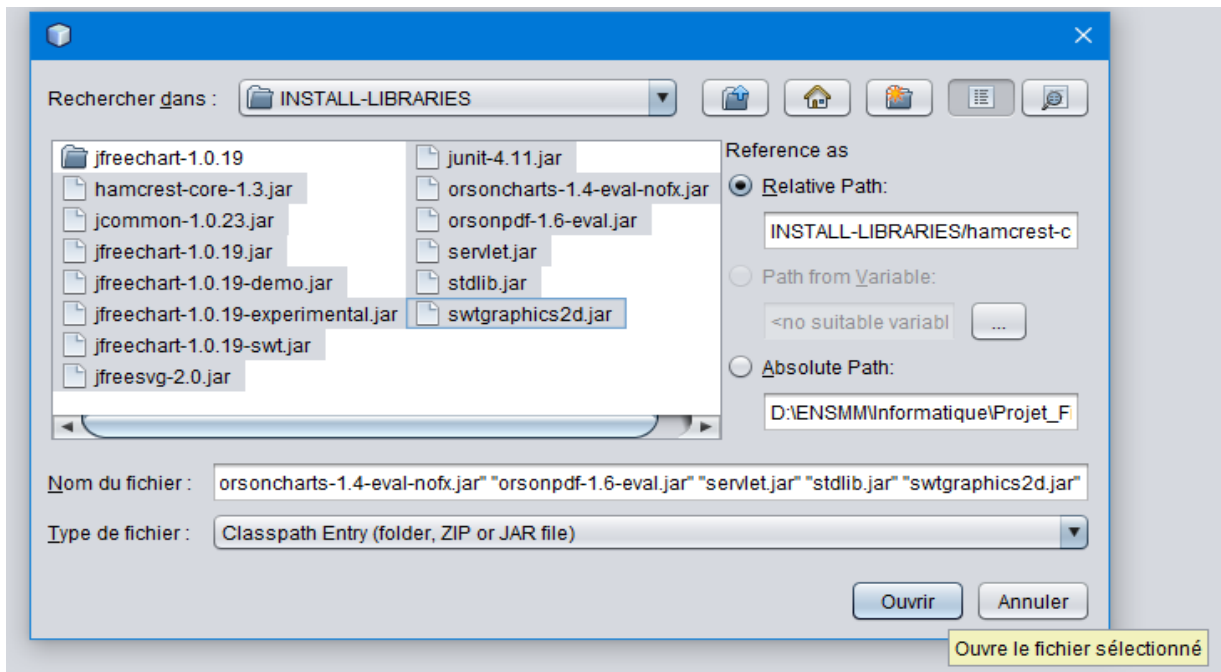 Rechercher dans :
INSTALL-LIBRARIES
jfreechart-1.0.19
hamcrest-core-1.3.jar
jcommon-1.0.23.jar
jfreechart-1.0.19.jar
jfreechart-1.0.19-demo.jar
jfreechart-1.0.19-experimental.jar
jfreechart-1.0.19-swt.jar
jfreesvg-2.0.jar
junit-4.11.jar
orsoncharts-1.4-eval-nofx.jar
orsonpdf-1.6-eval.jar
servlet.jar
stdlib.jar
swtgraphics2d.jar
Reference as
Relative Path:
INSTALL-LIBRARIES/hamcrest-c
Path from Variable:
<no suitable variabl
...
Absolute Path:
D:\ENSMM\Informatique\Projet_Fi
Nom du fichier :
orsoncharts-1.4-eval-nofx.jar" "orsonpdf-1.6-eval.jar" "servlet.jar" "stdlib.jar" "swtgraphics2d.jar"
Type de fichier :
Classpath Entry (folder, ZIP or JAR file)
Ouvrir
Annuler
Ouvre le fichier sélectionné